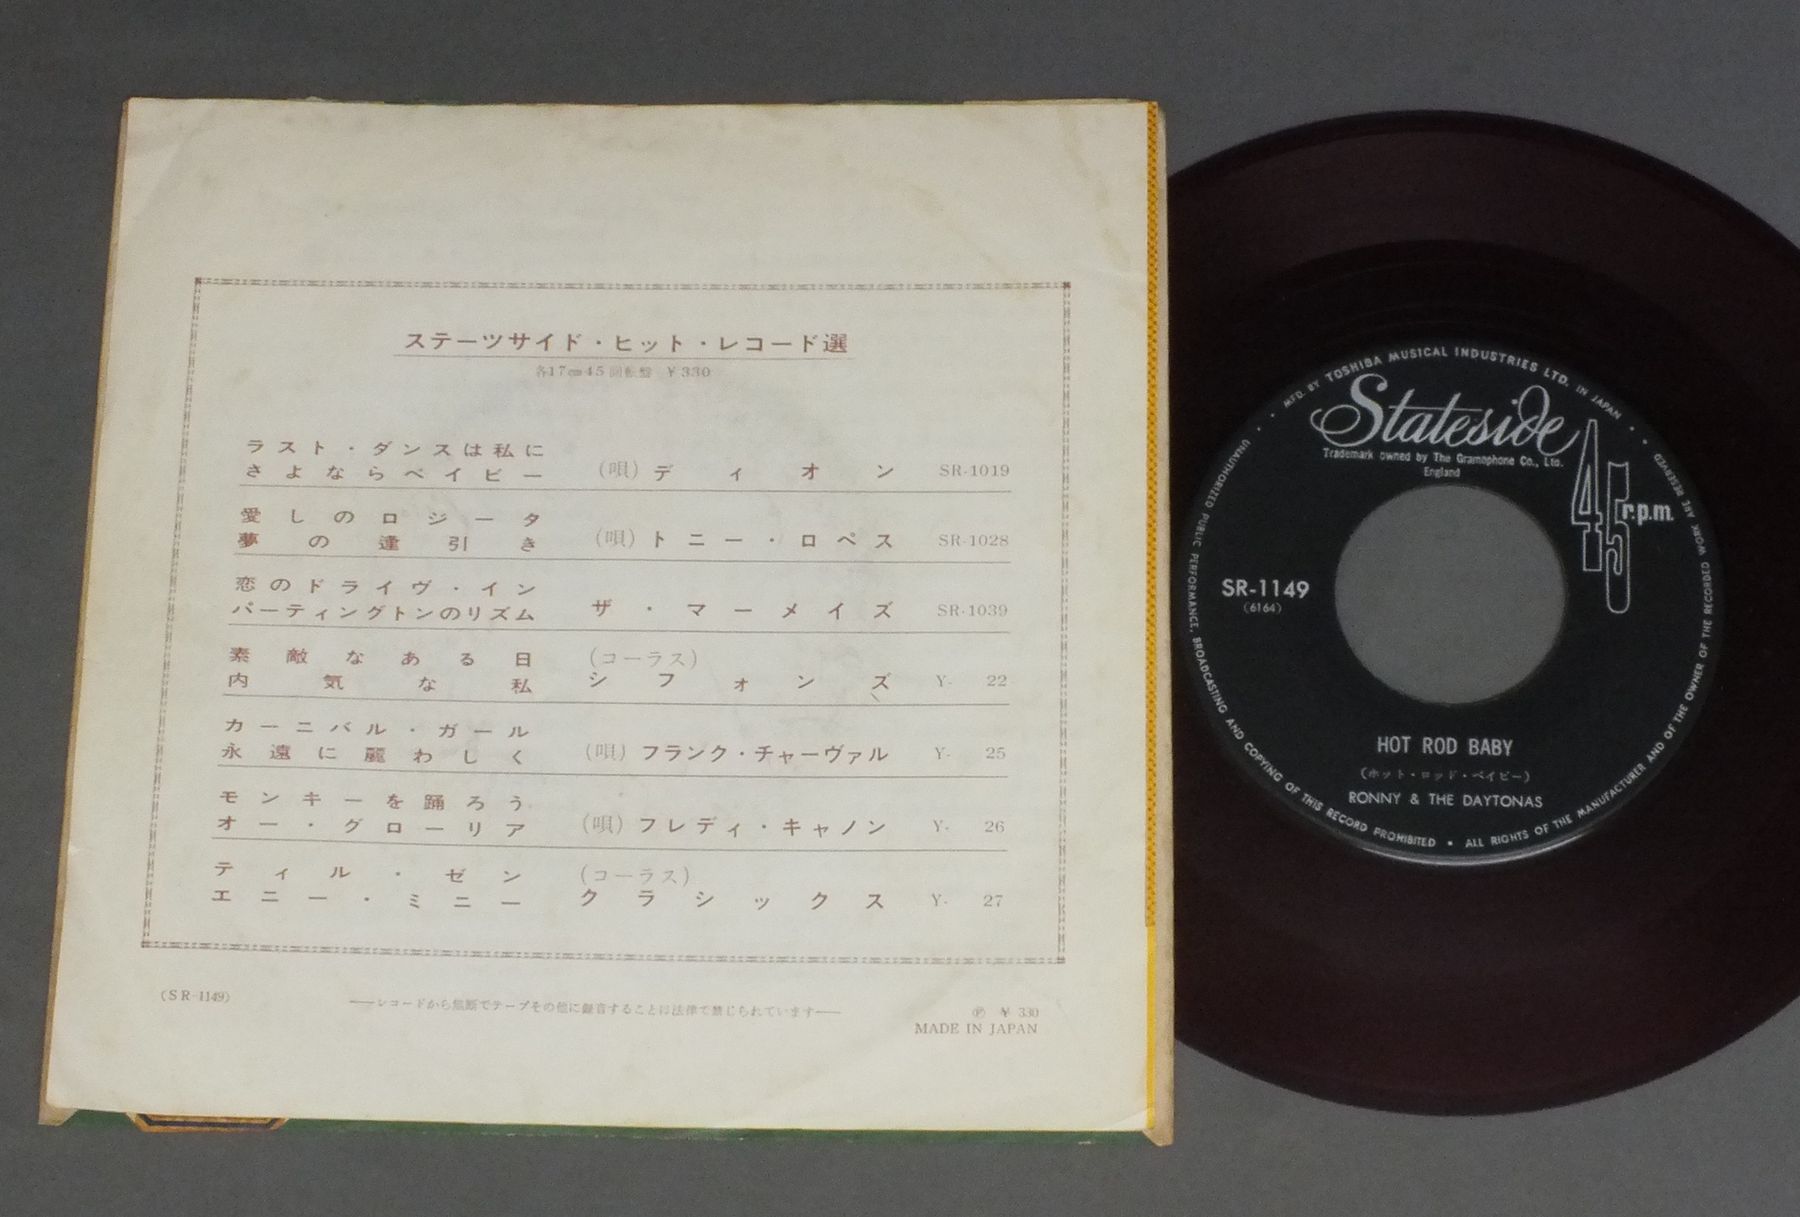 ステーツサイド・ヒット・レコード選
各17㎝45回転盤 ¥330
ラスト・ダンスは私に
さよならベイビー (唄) ディオン SR-1019
愛しのロジータ
夢の逢引き (唄) トニー・ロペス SR-1028
恋のドライヴ・イン
パーティングトンのリズム ザ・マーメイズ SR-1039
素敵なある日 (コーラス)
内気な私 シフォンズ Y- 22
カーニバル・ガール
永遠に麗わしく (唄) フランク・チャーヴァル Y- 25
モンキーを踊ろう
オー・グローリア (唄) フレディ・キャノン Y- 26
ティル・ゼン (コーラス)
エニー・ミニー クラシックス Y- 27
(SR-1149)
──レコードから無断でテープその他に録音することは法律で禁じられています──
Ⓟ ¥ 330
MADE IN JAPAN
MFD. BY TOSHIBA MUSICAL INDUSTRIES LTD. IN JAPAN
Stateside
Trademark owned by The Gramophone Co., Ltd.
England
45 r.p.m.
SR-1149
(6164)
HOT ROD BABY
(ホット・ロッド・ベイビー)
RONNY & THE DAYTONAS
UNAUTHORIZED PUBLIC PERFORMANCE, BROADCASTING AND COPYING OF THIS RECORD PROHIBITED • ALL RIGHTS OF THE MANUFACTURER AND OF THE OWNER OF THE RECORDED WORK ARE RESERVED